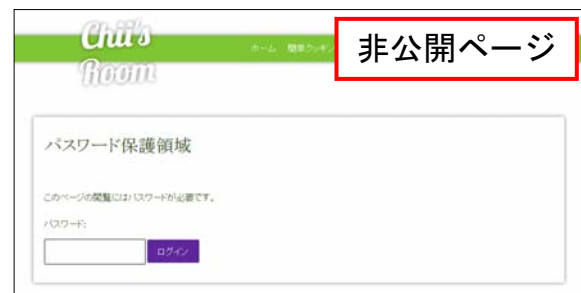 Chii's
Room
ホーム 簡単クッキン
非公開ページ
パスワード保護領域
このページの閲覧にはパスワードが必要です。
パスワード:
ログイン